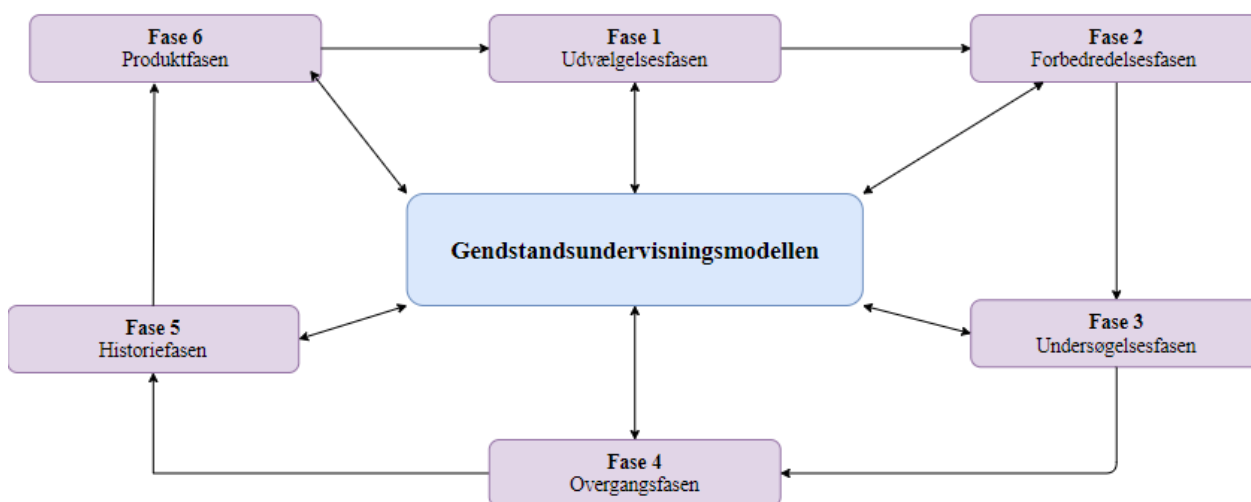 Fase 6
Produktfasen
Fase 1
Udvælgelsesfasen
Fase 2
Forbedredelsesfasen
Gendstandsundervisningsmodellen
Fase 5
Historiefasen
Fase 3
Undersøgelsesfasen
Fase 4
Overgangsfasen